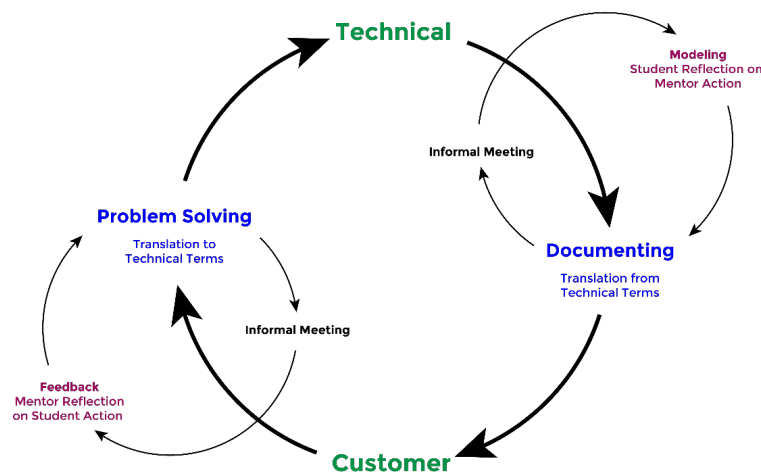 Technical
Modeling
Student Reflection on
Mentor Action
Informal Meeting
Problem Solving
Translation to
Technical Terms
Documenting
Translation from
Technical Terms
Informal Meeting
Feedback
Mentor Reflection
on Student Action
Customer